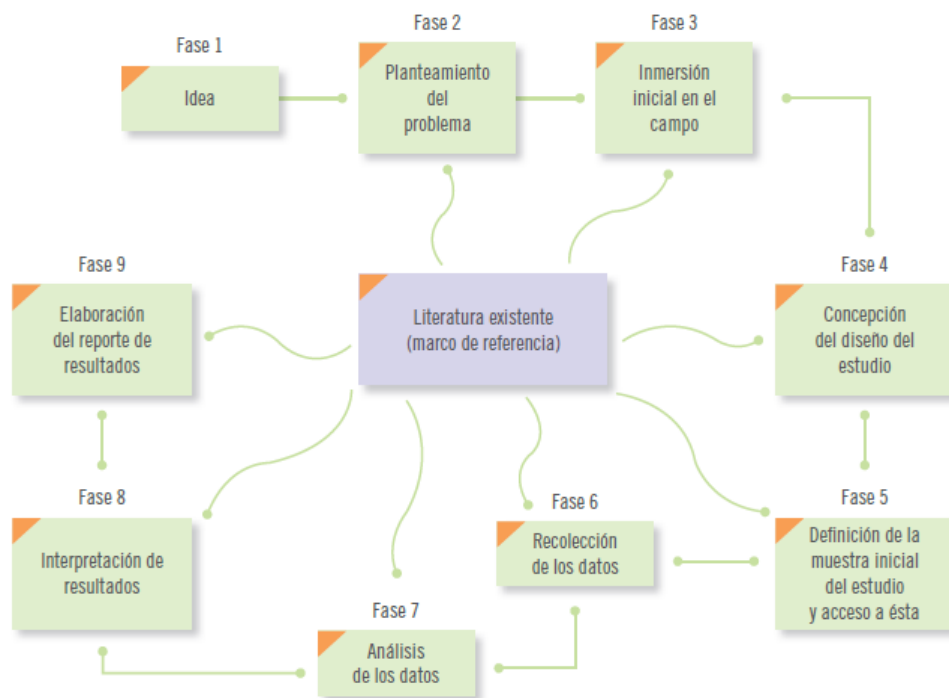 Fase 1
Idea
Fase 2
Planteamiento
del
problema
Fase 3
Inmersión
inicial en el
campo
Fase 9
Elaboración
del reporte de
resultados
Literatura existente
(marco de referencia)
Fase 4
Concepción
del diseño del
estudio
Fase 8
Interpretación de
resultados
Fase 7
Análisis
de los datos
Fase 6
Recolección
de los datos
Fase 5
Definición de la
muestra inicial
del estudio
y acceso a ésta